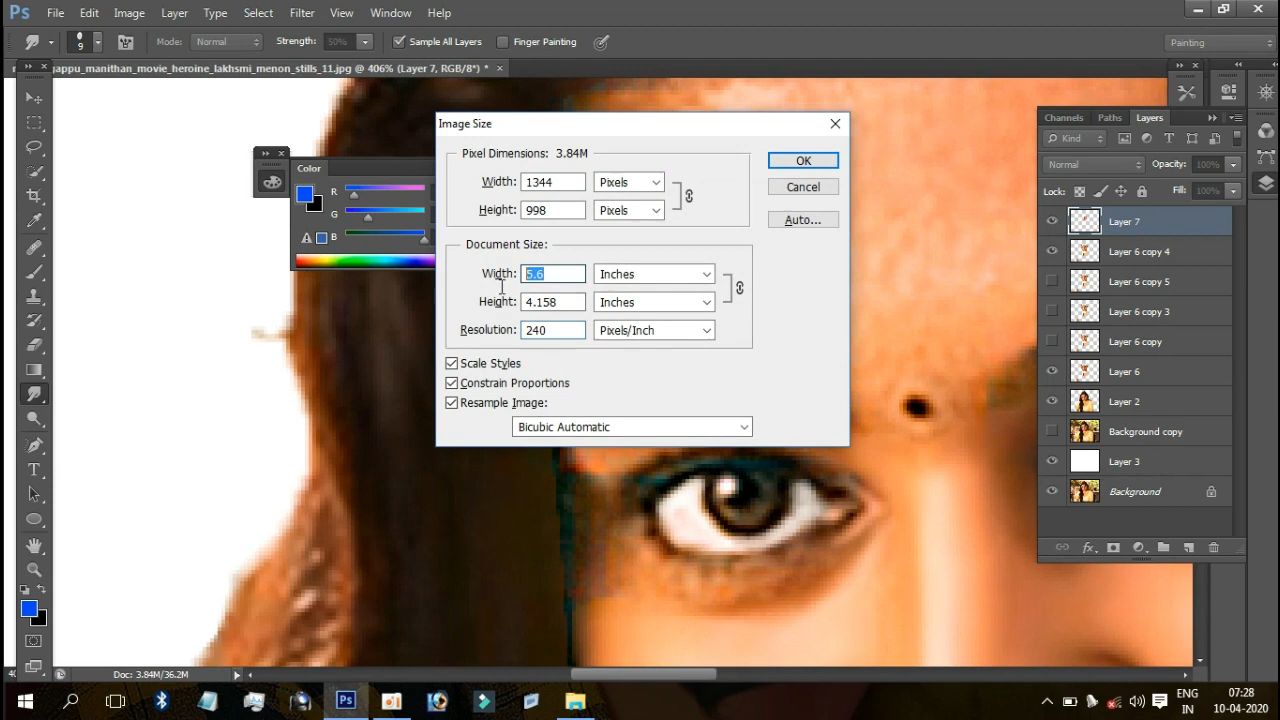 Ps File Edit Image Layer Type Select Filter View Window Help
9 Mode: Normal Strength: 50% Sample All Layers Finger Painting Painting
gappu_manithan_movie_heroine_lakhsmi_menon_stills_11.jpg @ 406% (Layer 7, RGB/8*) *
Image Size
Pixel Dimensions: 3.84M
Width: 1344 Pixels
Height: 998 Pixels
Document Size:
Width: 5.6 Inches
Height: 4.158 Inches
Resolution: 240 Pixels/Inch
Scale Styles
Constrain Proportions
Resample Image:
Bicubic Automatic
OK
Cancel
Auto...
Color
R
G
B
Channels Paths Layers
Kind
Normal Opacity: 100%
Lock: Fill: 100%
Layer 7
Layer 6 copy 4
Layer 6 copy 5
Layer 6 copy 3
Layer 6 copy
Layer 6
Layer 2
Background copy
Layer 3
Background
fx
Doc: 3.84M/36.2M
Ps
ENG
IN
07:28
10-04-2020